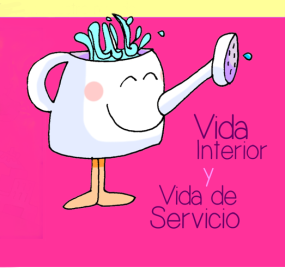 Vida
Interior
y
Vida de
Servicio